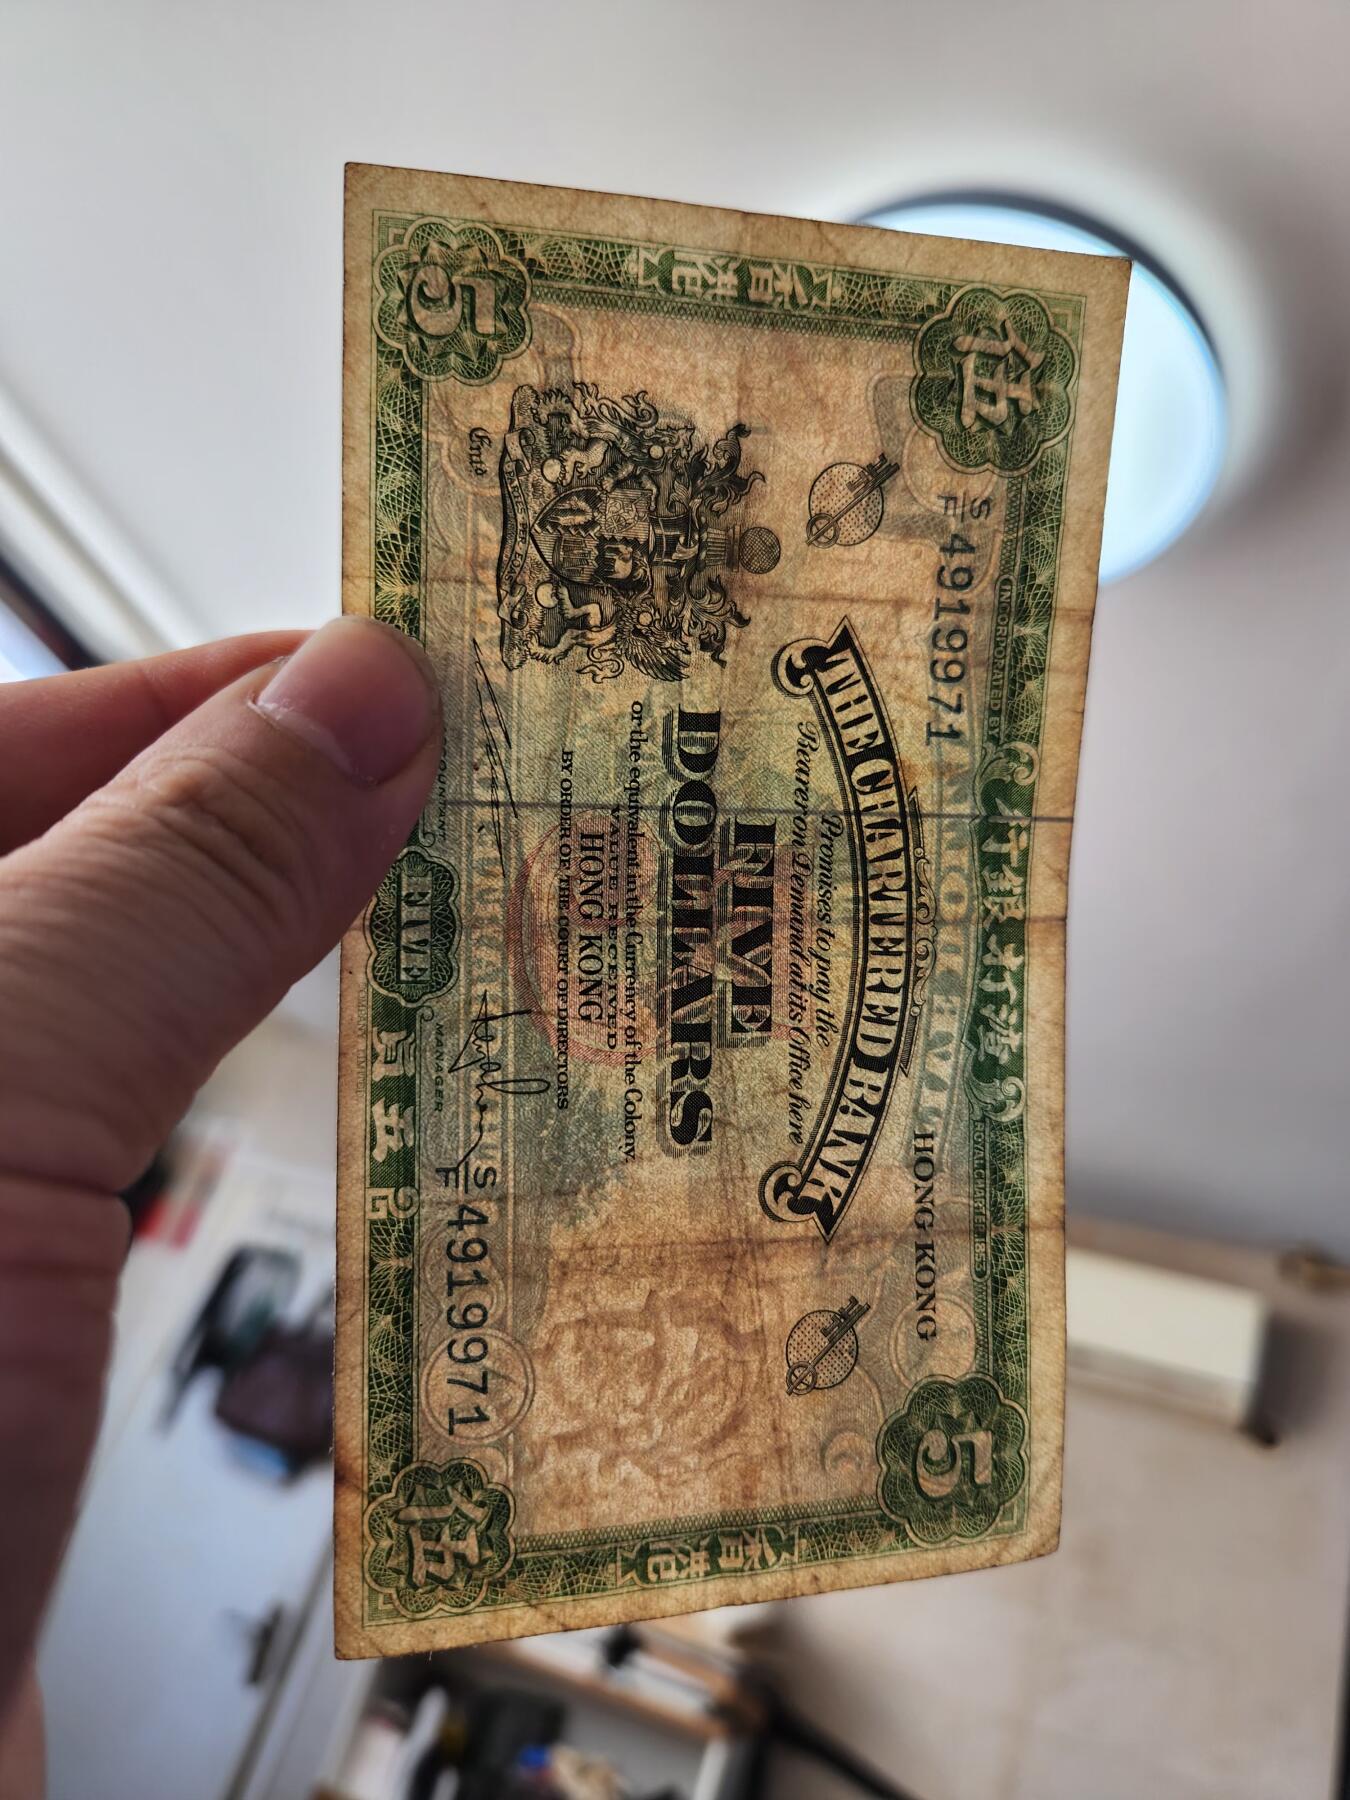 INCORPORATED BY
行銀打渣
ROYAL CHARTER 1853
伍
5
S/F 4919971
HONG KONG
THE CHARTERED BANK
Promises to pay the
Bearer on Demand at its Office here
FIVE
DOLLARS
or the equivalent in the Currency of the Colony.
VALUE RECEIVED
HONG KONG
BY ORDER OF THE COURT OF DIRECTORS
港香
港香
MANAGER
S/F 4919971
5
FIVE
員五
伍